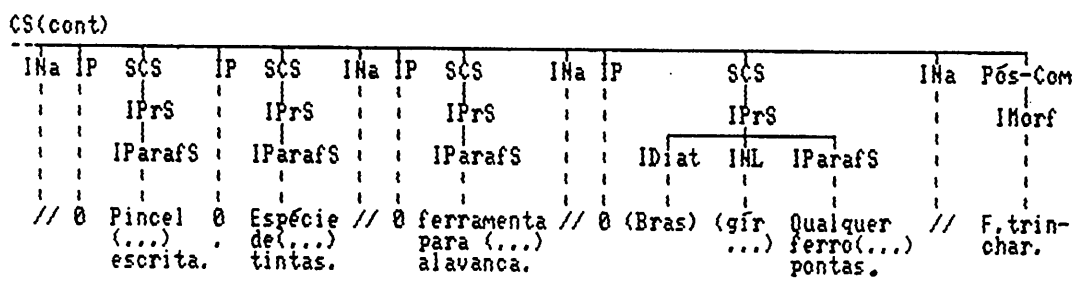 CS(cont)
INa IP SCS IP SCS INa IP SCS INa IP SCS INa Pós-Com
IPrS IPrS IPrS IPrS IMorf
IParafS IParafS IParafS IDiat INL IParafS
// 0 Pincel 0 Espécie // 0 ferramenta // 0 (Bras) (gír Qualquer // F.trin-
(...) . de(...) para (...) ...) ferro(...) char.
escrita. tintas. alavanca. pontas.